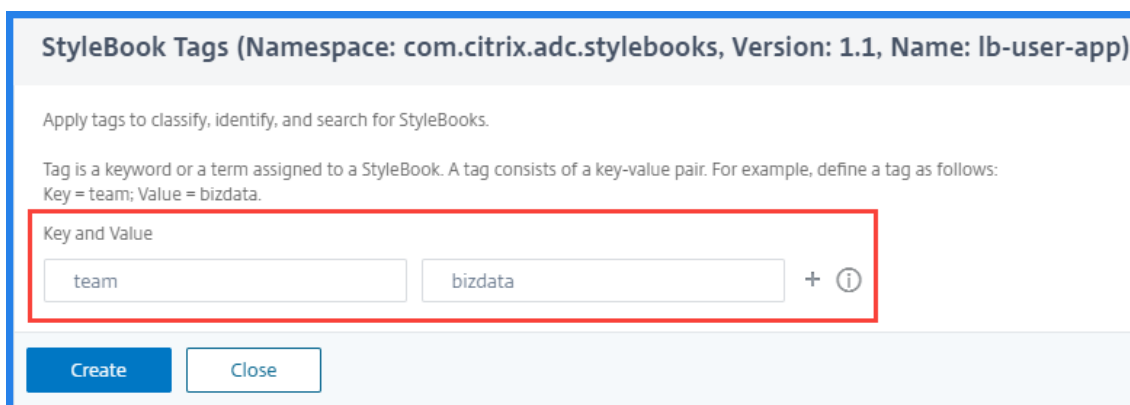 StyleBook Tags (Namespace: com.citrix.adc.stylebooks, Version: 1.1, Name: lb-user-app)
Apply tags to classify, identify, and search for StyleBooks.
Tag is a keyword or a term assigned to a StyleBook. A tag consists of a key-value pair. For example, define a tag as follows:
Key = team; Value = bizdata.
Key and Value
team bizdata + i
Create Close